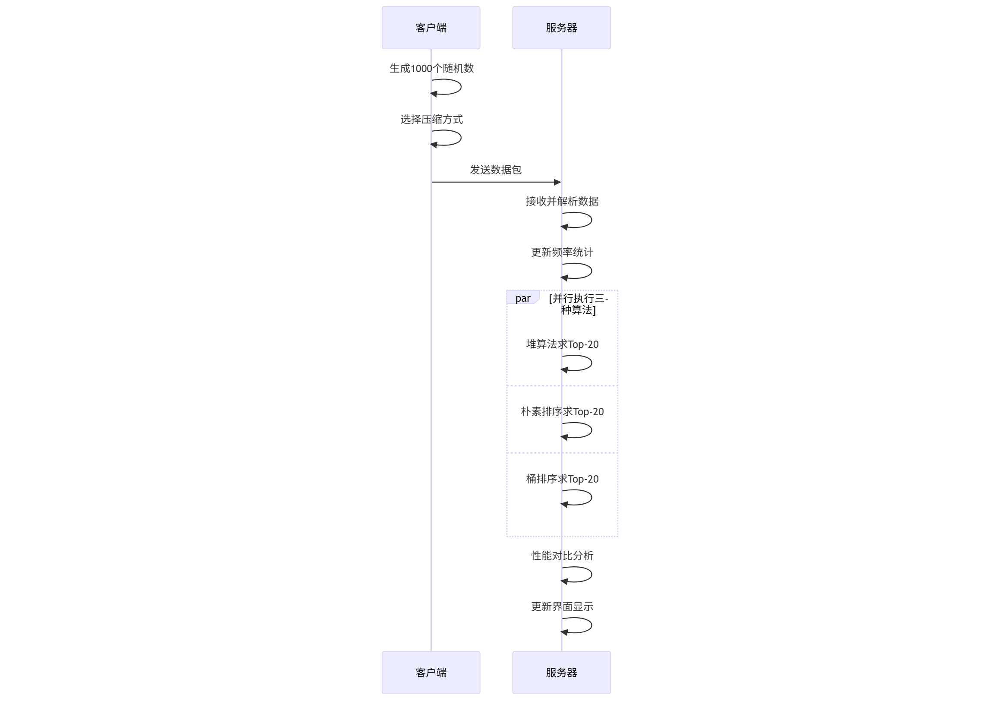 客户端
服务器
生成1000个随机数
选择压缩方式
发送数据包
接收并解析数据
更新频率统计
par
[并行执行三-
种算法]
堆算法求Top-20
朴素排序求Top-20
桶排序求Top-20
性能对比分析
更新界面显示
客户端
服务器